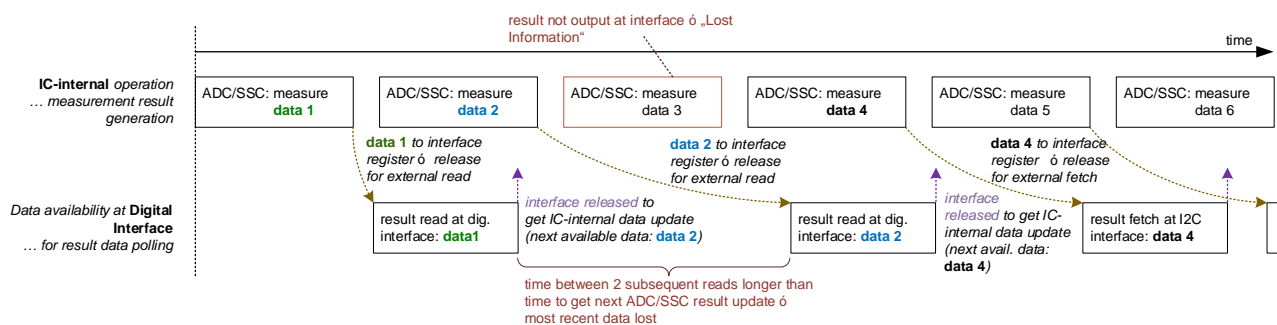 result not output at interface ó „Lost
Information“
time
IC-internal operation
… measurement result
generation
ADC/SSC: measure
data 1
ADC/SSC: measure
data 2
ADC/SSC: measure
data 3
ADC/SSC: measure
data 4
ADC/SSC: measure
data 5
ADC/SSC: measure
data 6
data 1 to interface
register ó release
for external read
data 2 to interface
register ó release
for external read
data 4 to interface
register ó release
for external fetch
Data availability at Digital
Interface
… for result data polling
result read at dig.
interface: data1
interface released to
get IC-internal data update
(next available data: data 2)
result read at dig.
interface: data 2
interface
released to get IC-
internal data update
(next avail. data:
data 4)
result fetch at I2C
interface: data 4
time between 2 subsequent reads longer than
time to get next ADC/SSC result update ó
most recent data lost